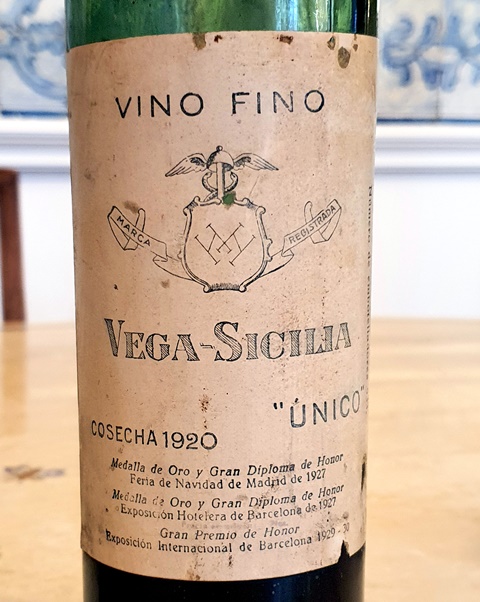 VINO FINO
MARCA REGISTRADA
VEGA-SICILIA
"ÚNICO"
COSECHA 1920
Medalla de Oro y Gran Diploma de Honor
Feria de Navidad de Madrid de 1927
Medalla de Oro y Gran Diploma de Honor
Exposición Hotelera de Barcelona de 1927
Gran Premio de Honor
Exposición Internacional de Barcelona 1929 - 30